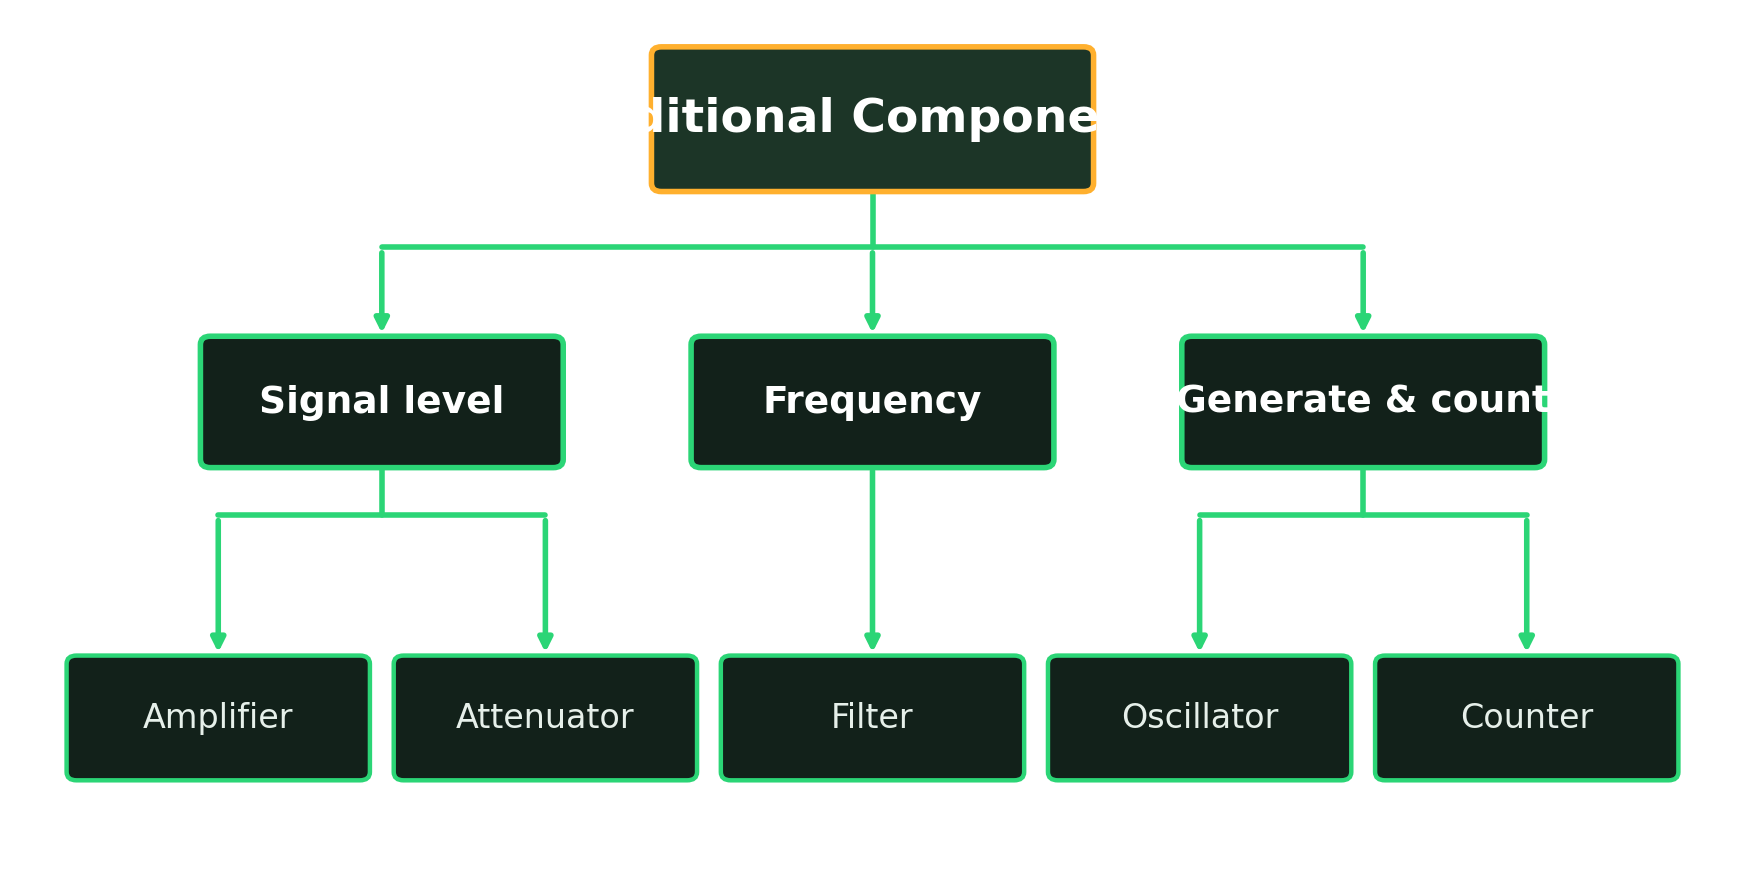 ditional Compone
Signal level
Frequency
Generate & count
Amplifier
Attenuator
Filter
Oscillator
Counter